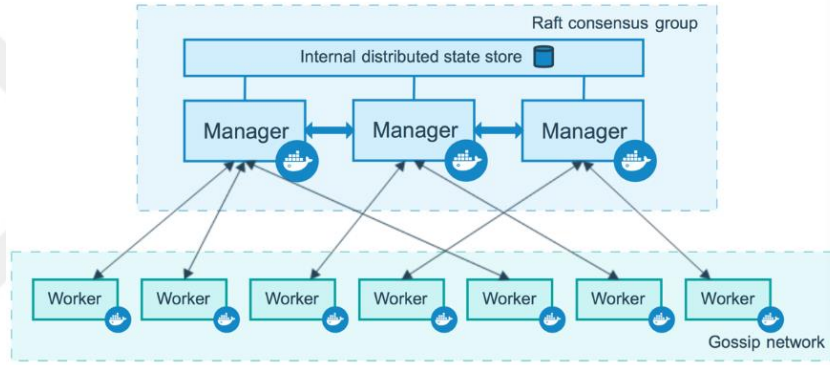 Raft consensus group
Internal distributed state store
Manager
Manager
Manager
Worker
Worker
Worker
Worker
Worker
Worker
Worker
Gossip network